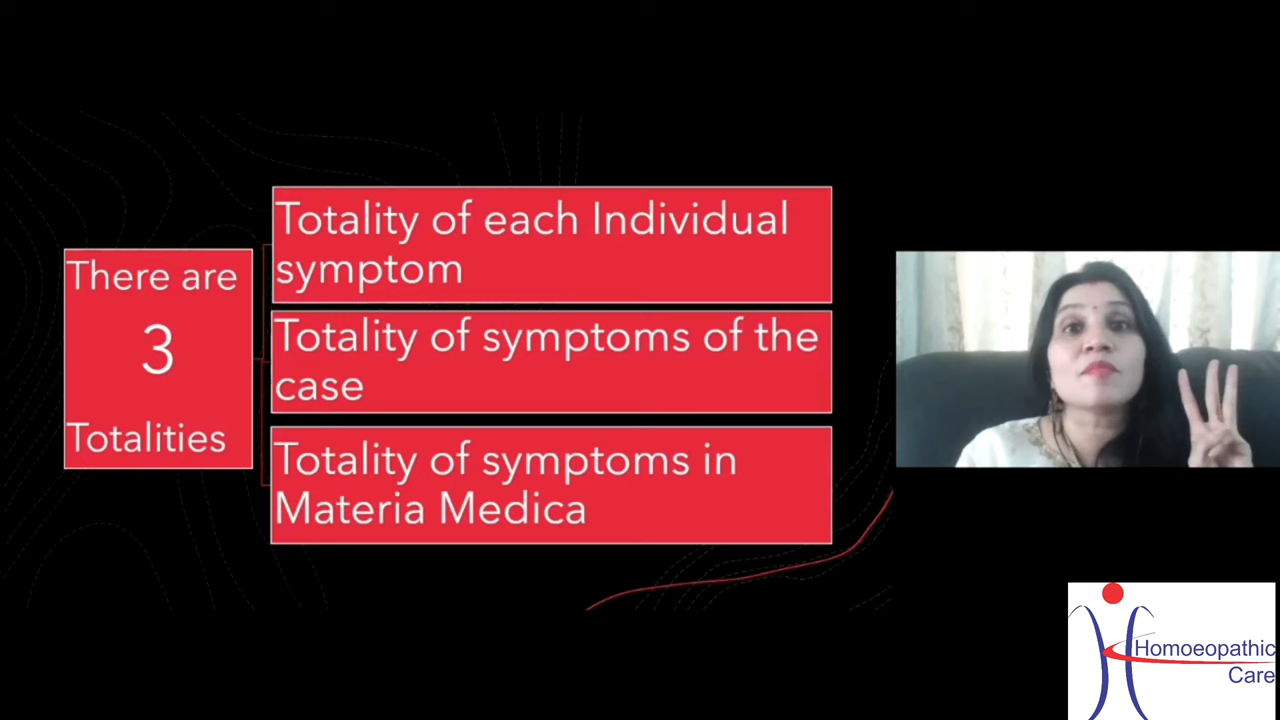 There are
3
Totalities
Totality of each Individual
symptom
Totality of symptoms of the
case
Totality of symptoms in
Materia Medica
Homoeopathic
Care